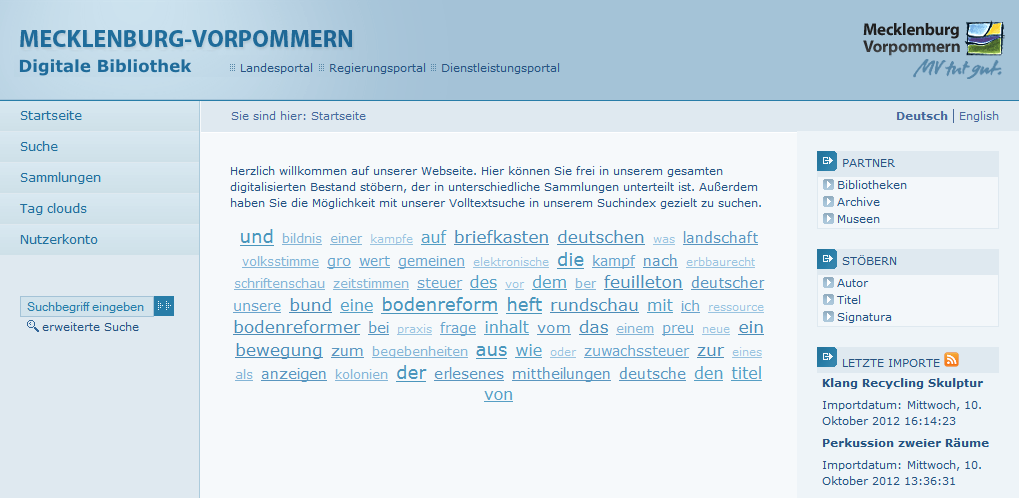 MECKLENBURG-VORPOMMERN
Digitale Bibliothek
Landesportal Regierungsportal Dienstleistungsportal
Mecklenburg
Vorpommern
MV tut gut.
Startseite
Suche
Sammlungen
Tag clouds
Nutzerkonto
Suchbegriff eingeben
erweiterte Suche
Sie sind hier: Startseite
Deutsch | English
Herzlich willkommen auf unserer Webseite. Hier können Sie frei in unserem gesamten
digitalisierten Bestand stöbern, der in unterschiedliche Sammlungen unterteilt ist. Außerdem
haben Sie die Möglichkeit mit unserer Volltextsuche in unserem Suchindex gezielt zu suchen.
und bildnis einer kampfe auf briefkasten deutschen was landschaft
volksstimme gro wert gemeinen elektronische die kampf nach erbbaurecht
schriftenschau zeitstimmen steuer des vor dem ber feuilleton deutscher
unsere bund eine bodenreform heft rundschau mit ich ressource
bodenreformer bei praxis frage inhalt vom das einem preu neue ein
bewegung zum begebenheiten aus wie oder zuwachssteuer zur eines
als anzeigen kolonien der erlesenes mittheilungen deutsche den titel
von
PARTNER
Bibliotheken
Archive
Museen
STÖBERN
Autor
Titel
Signatura
LETZTE IMPORTE
Klang Recycling Skulptur
Importdatum: Mittwoch, 10.
Oktober 2012 16:14:23
Perkussion zweier Räume
Importdatum: Mittwoch, 10.
Oktober 2012 13:36:31